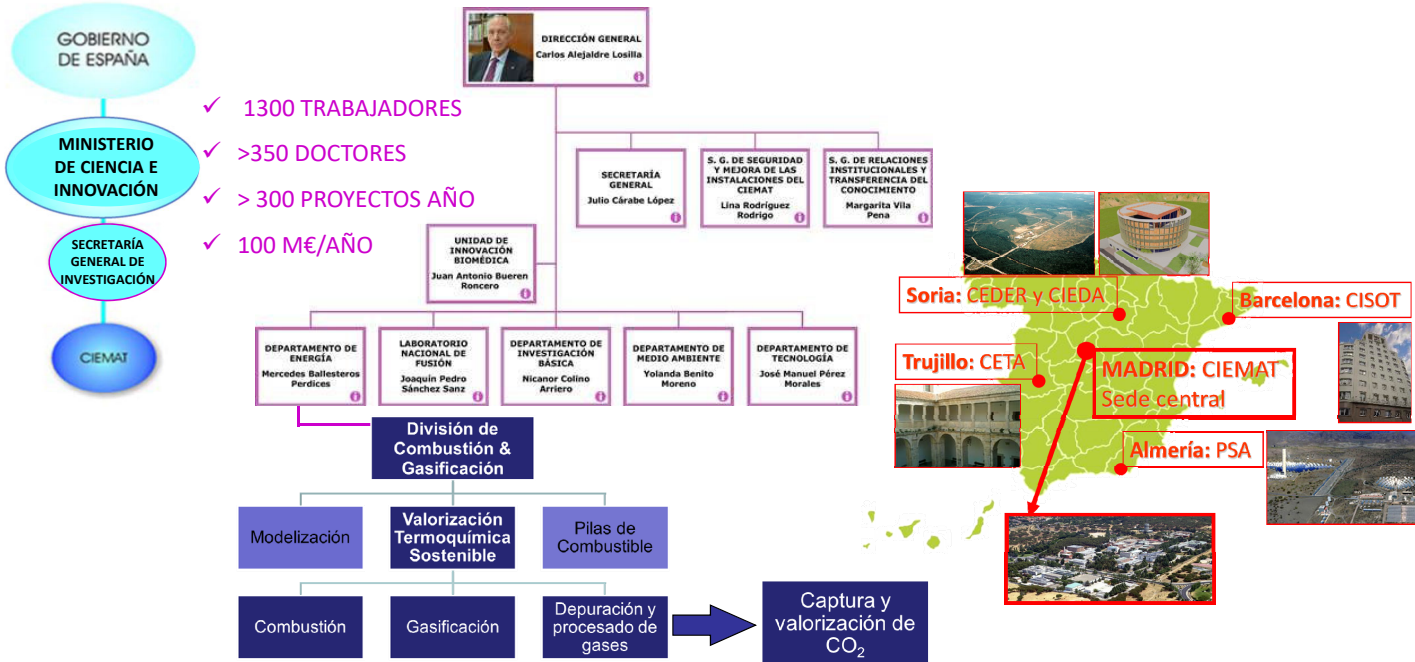 GOBIERNO
DE ESPAÑA
MINISTERIO
DE CIENCIA E
INNOVACIÓN
SECRETARÍA
GENERAL DE
INVESTIGACIÓN
CIEMAT
✓ 1300 TRABAJADORES
✓ >350 DOCTORES
✓ > 300 PROYECTOS AÑO
✓ 100 M€/AÑO
DIRECCIÓN GENERAL
Carlos Alejaldre Losilla
SECRETARÍA
GENERAL
Julio Cárabe López
S. G. DE SEGURIDAD
Y MEJORA DE LAS
INSTALACIONES DEL
CIEMAT
Lina Rodríguez
Rodrigo
S. G. DE RELACIONES
INSTITUCIONALES Y
TRANSFERENCIA DEL
CONOCIMIENTO
Margarita Vila
Pena
UNIDAD DE
INNOVACIÓN
BIOMÉDICA
Juan Antonio Bueren
Roncero
DEPARTAMENTO DE
ENERGÍA
Mercedes Ballesteros
Perdices
LABORATORIO
NACIONAL DE
FUSIÓN
Joaquín Pedro
Sánchez Sanz
DEPARTAMENTO DE
INVESTIGACIÓN
BÁSICA
Nicanor Colino
Arriero
DEPARTAMENTO DE
MEDIO AMBIENTE
Yolanda Benito
Moreno
DEPARTAMENTO DE
TECNOLOGÍA
José Manuel Pérez
Morales
División de
Combustión &
Gasificación
Modelización
Valorización
Termoquímica
Sostenible
Pilas de
Combustible
Combustión
Gasificación
Depuración y
procesado de
gases
Captura y
valorización de
CO₂
Soria: CEDER y CIEDA
Barcelona: CISOT
Trujillo: CETA
MADRID: CIEMAT
Sede central
Almería: PSA